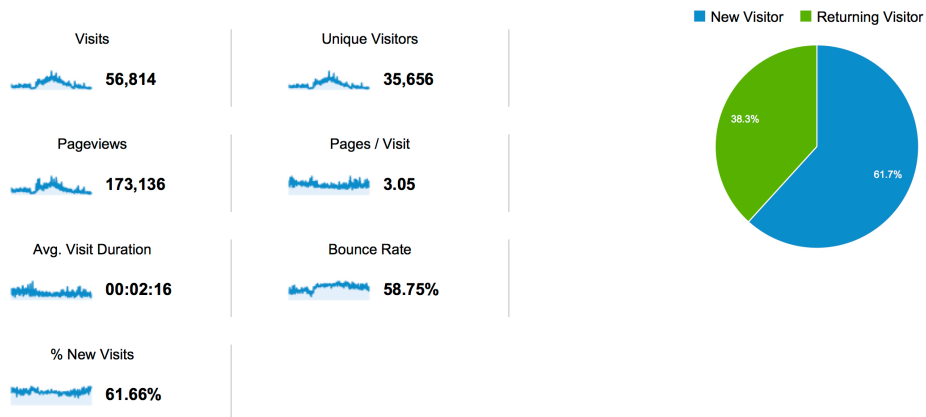 New Visitor
Returning Visitor
Visits
56,814
Unique Visitors
35,656
Pageviews
173,136
Pages / Visit
3.05
Avg. Visit Duration
00:02:16
Bounce Rate
58.75%
% New Visits
61.66%
38.3%
61.7%